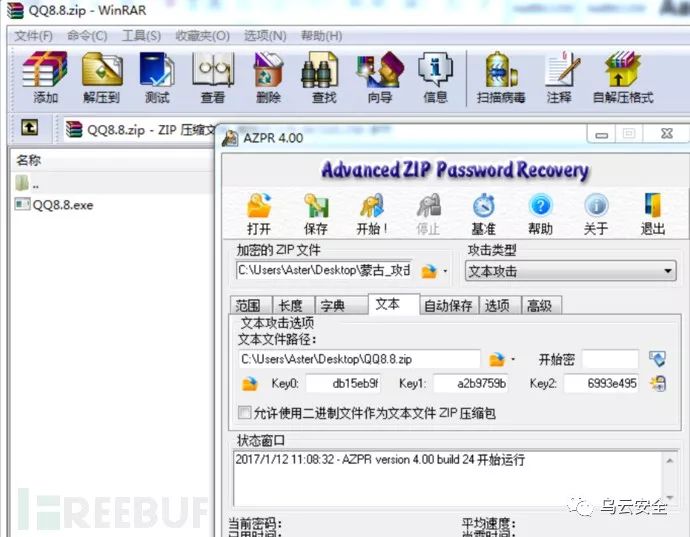 QQ8.8.zip - WinRAR
文件(F) 命令(C) 工具(S) 收藏夹(O) 选项(N) 帮助(H)
添加 解压到 测试 查看 删除 查找 向导 信息 扫描病毒 注释 自解压格式
QQ8.8.zip - ZIP 压缩文
名称
..
QQ8.8.exe
AZPR 4.00
Advanced ZIP Password Recovery
打开 保存 开始! 停止 基准 帮助 关于 退出
加密的 ZIP 文件 攻击类型
C:\Users\Aster\Desktop\蒙古_攻击 文本攻击
范围 长度 字典 文本 自动保存 选项 高级
文本攻击选项
文本文件路径:
C:\Users\Aster\Desktop\QQ8.8.zip 开始密
Key0: db15eb9f Key1: a2b9759b Key2: 6993e495
允许使用二进制文件作为文本文件 ZIP 压缩包
状态窗口
2017/1/12 11:08:32 - AZPR version 4.00 build 24 开始运行
REEBUF
乌云安全
当前密码: 平均速度: